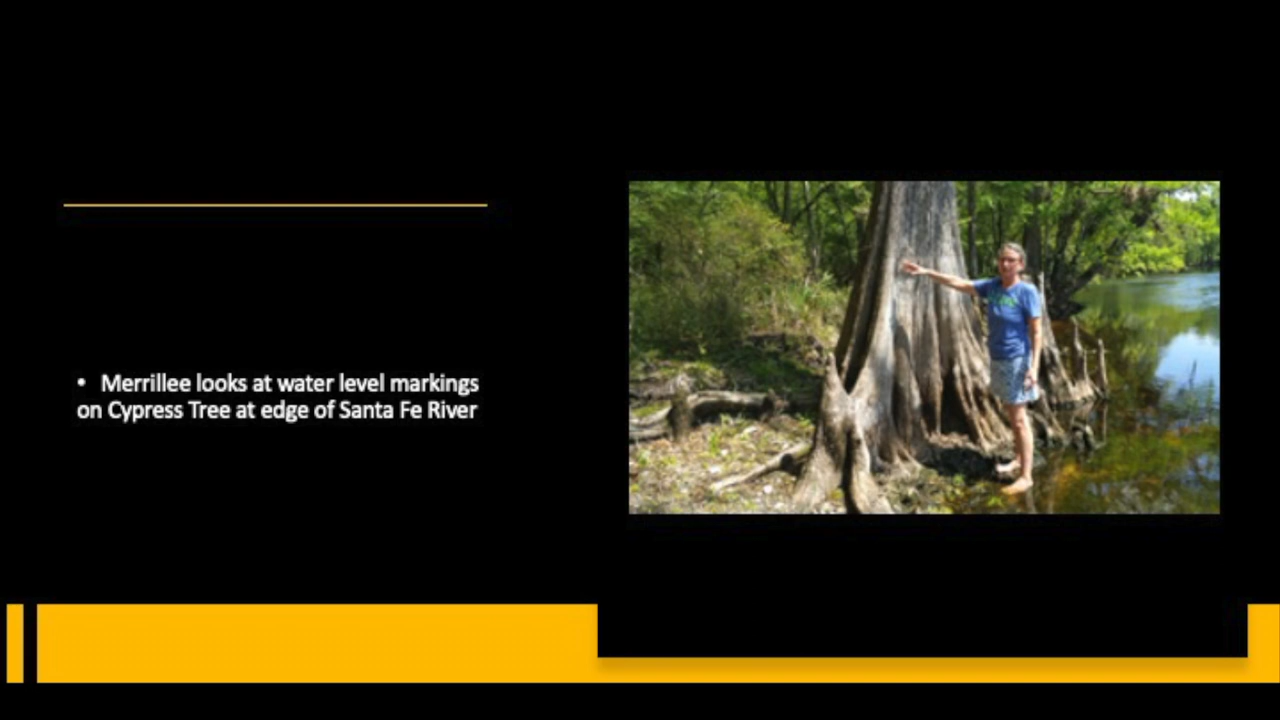 • Merrillee looks at water level markings
on Cypress Tree at edge of Santa Fe River